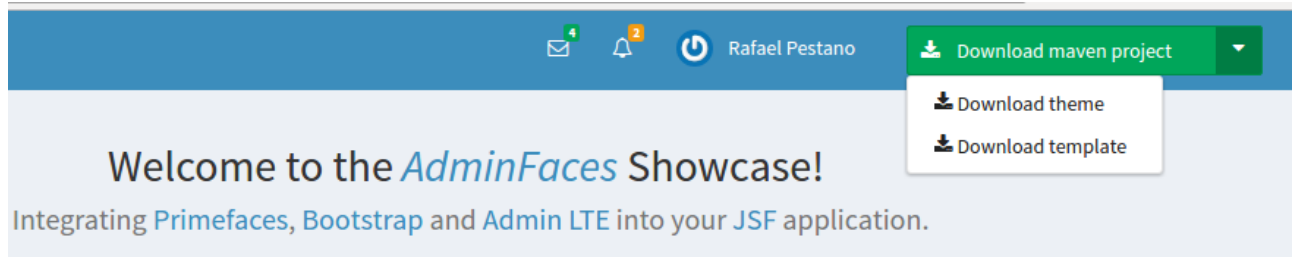 4
2
Rafael Pestano
Download maven project
Download theme
Download template
Welcome to the AdminFaces Showcase!
Integrating Primefaces, Bootstrap and Admin LTE into your JSF application.